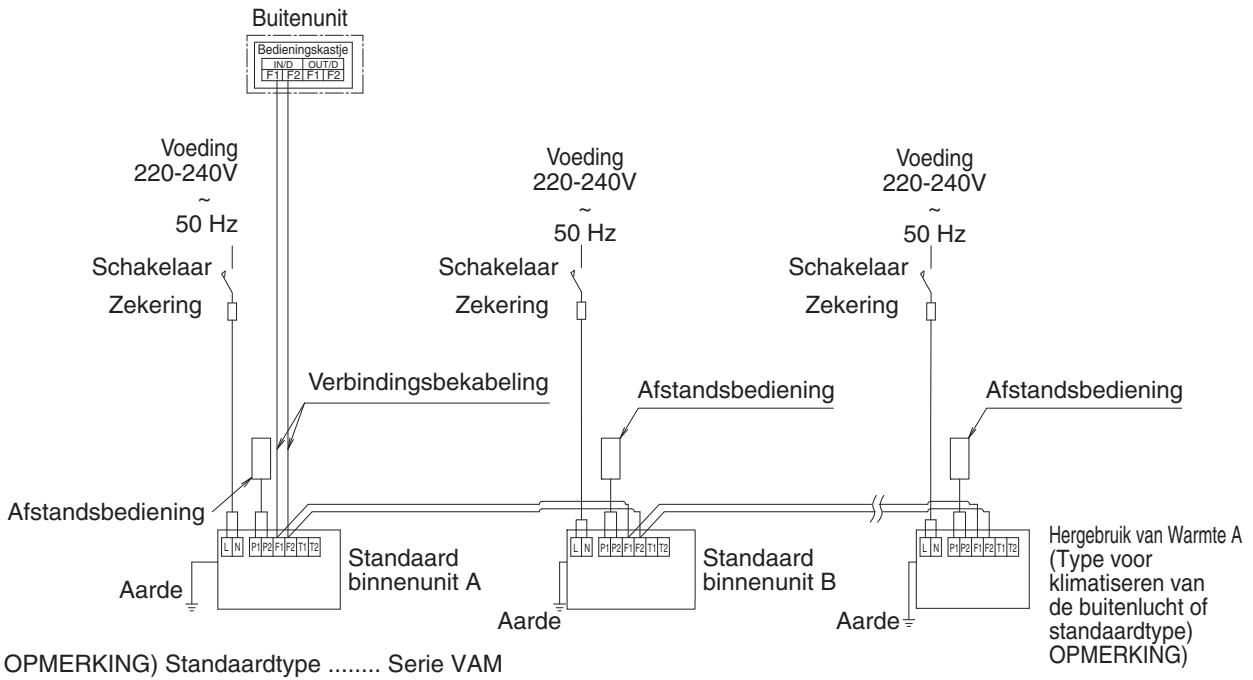 Buitenunit
Bedieningskastje
IN/D OUT/D
F1 F2 F1 F2
Voeding
220-240V
~
50 Hz
Schakelaar
Zekering
Voeding
220-240V
~
50 Hz
Schakelaar
Zekering
Voeding
220-240V
~
50 Hz
Schakelaar
Zekering
Verbindingsbekabeling
Afstandsbediening
Afstandsbediening
Afstandsbediening
L N P1 P2 F1 F2 T1 T2
Standaard
binnenunit A
Aarde
L N P1 P2 F1 F2 T1 T2
Standaard
binnenunit B
Aarde
L N P1 P2 F1 F2 T1 T2
Hergebruik van Warmte A
(Type voor
klimatiseren van
de buitenlucht of
standaardtype)
OPMERKING)
Aarde
OPMERKING) Standaardtype ........ Serie VAM